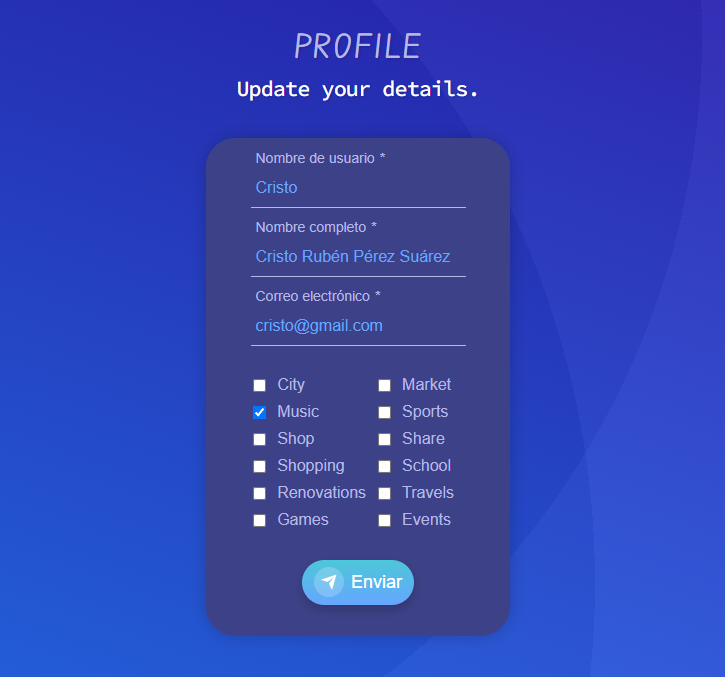 PROFILE
Update your details.
Nombre de usuario *
Cristo
Nombre completo *
Cristo Rubén Pérez Suárez
Correo electrónico *
cristo@gmail.com
City Market
Music Sports
Shop Share
Shopping School
Renovations Travels
Games Events
Enviar